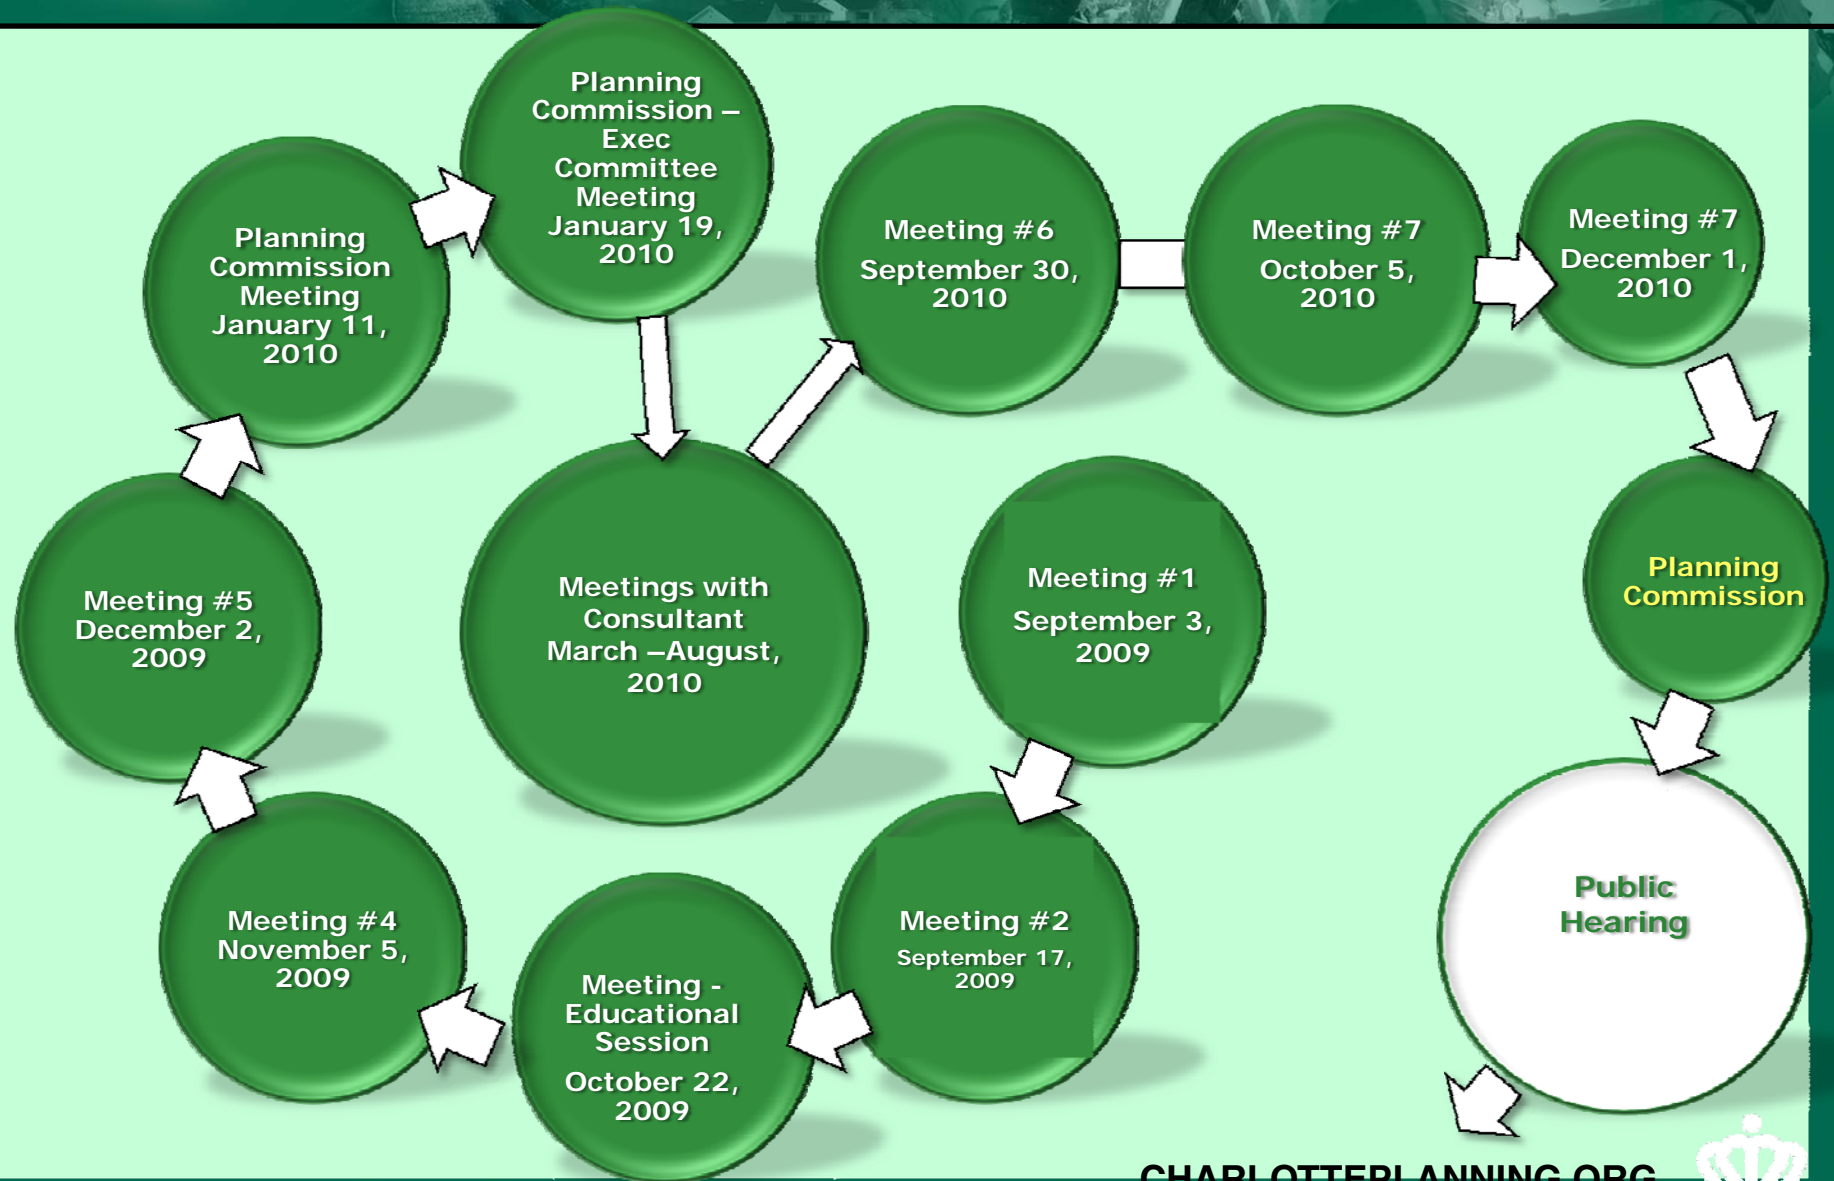 Planning
Commission –
Exec
Committee
Meeting
January 19,
2010
Planning
Commission
Meeting
January 11,
2010
Meeting #6
September 30,
2010
Meeting #7
October 5,
2010
Meeting #7
December 1,
2010
Meeting #5
December 2,
2009
Meetings with
Consultant
March –August,
2010
Meeting #1
September 3,
2009
Planning
Commission
Meeting #4
November 5,
2009
Meeting -
Educational
Session
October 22,
2009
Meeting #2
September 17,
2009
Public
Hearing
CHARLOTTEPLANNING.ORG